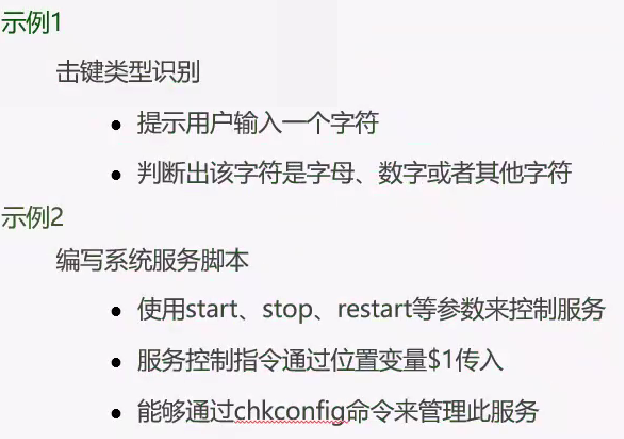 示例1
击键类型识别
• 提示用户输入一个字符
• 判断出该字符是字母、数字或者其他字符
示例2
编写系统服务脚本
• 使用start、stop、restart等参数来控制服务
• 服务控制指令通过位置变量$1传入
• 能够通过chkconfig命令来管理此服务